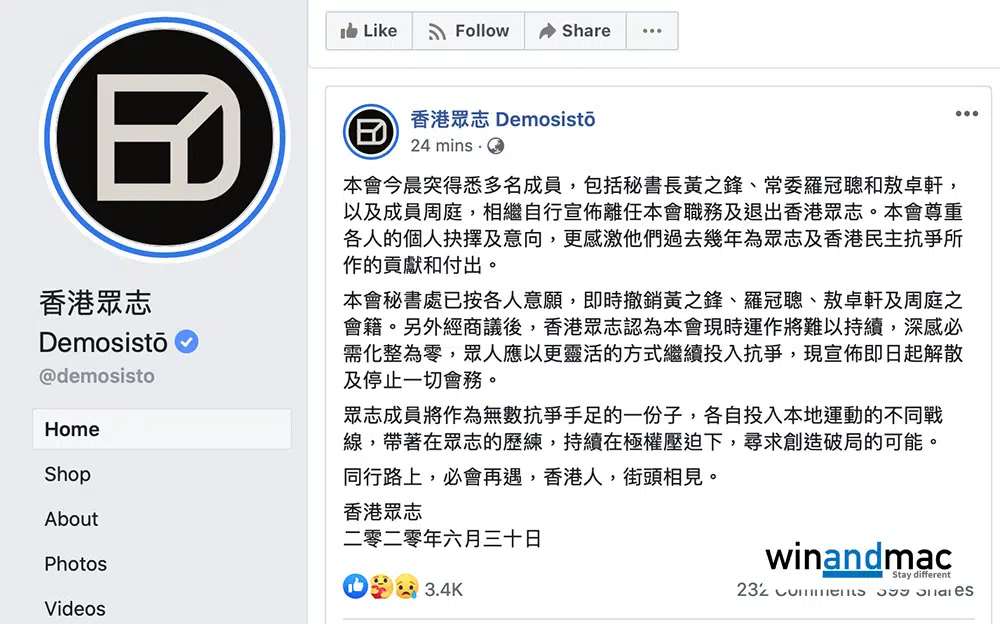 香港眾志
Demosistō
@demosisto
Home
Shop
About
Photos
Videos
Like
Follow
Share
香港眾志 Demosistō
24 mins ·
本會今晨突得悉多名成員，包括秘書長黃之鋒、常委羅冠聰和敖卓軒，
以及成員周庭，相繼自行宣佈離任本會職務及退出香港眾志。本會尊重
各人的個人抉擇及意向，更感激他們過去幾年為眾志及香港民主抗爭所
作的貢獻和付出。
本會秘書處已按各人意願，即時撤銷黃之鋒、羅冠聰、敖卓軒及周庭之
會籍。另外經商議後，香港眾志認為本會現時運作將難以持續，深感必
需化整為零，眾人應以更靈活的方式繼續投入抗爭，現宣佈即日起解散
及停止一切會務。
眾志成員將作為無數抗爭手足的一份子，各自投入本地運動的不同戰
線，帶著在眾志的歷練，持續在極權壓迫下，尋求創造破局的可能。
同行路上，必會再遇，香港人，街頭相見。
香港眾志
二零二零年六月三十日
winandmac
Stay different
3.4K
232 Comments 399 Shares